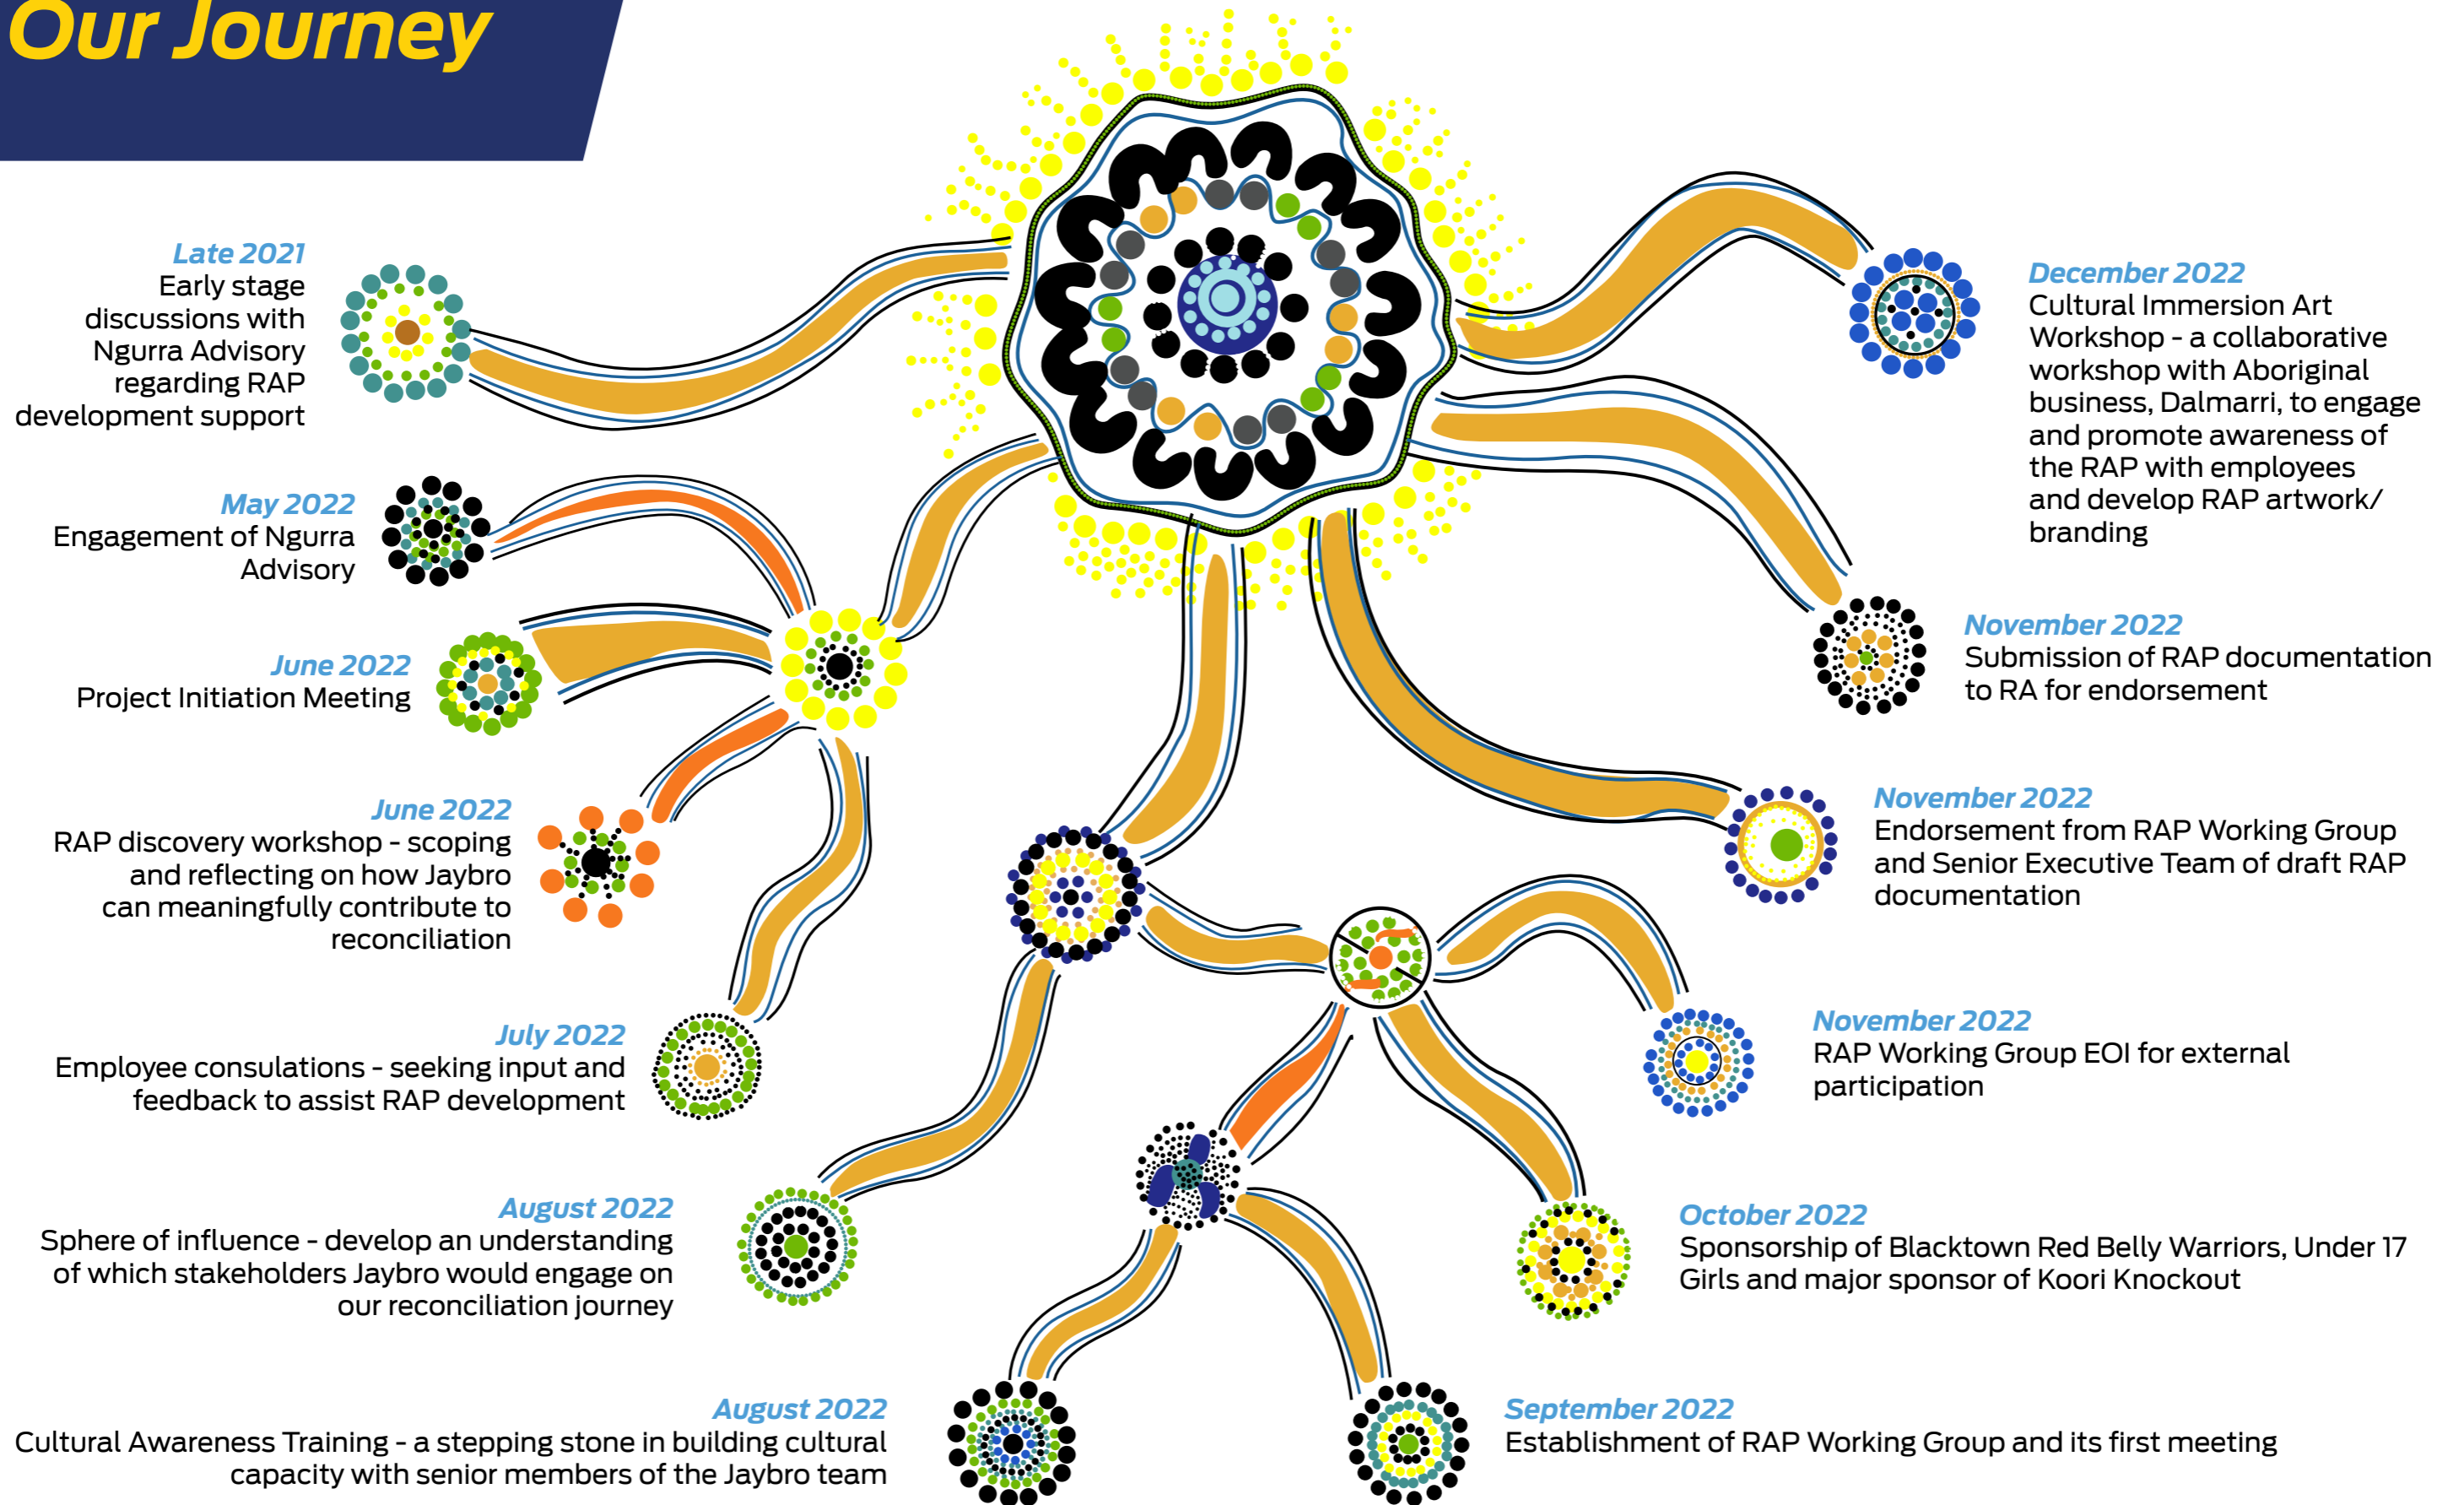 Our Journey
Late 2021
Early stage
discussions with
Ngurra Advisory
regarding RAP
development support
May 2022
Engagement of Ngurra
Advisory
June 2022
Project Initiation Meeting
June 2022
RAP discovery workshop - scoping
and reflecting on how Jaybro
can meaningfully contribute to
reconciliation
July 2022
Employee consulations - seeking input and
feedback to assist RAP development
August 2022
Sphere of influence - develop an understanding
of which stakeholders Jaybro would engage on
our reconciliation journey
August 2022
Cultural Awareness Training - a stepping stone in building cultural
capacity with senior members of the Jaybro team
September 2022
Establishment of RAP Working Group and its first meeting
October 2022
Sponsorship of Blacktown Red Belly Warriors, Under 17
Girls and major sponsor of Koori Knockout
November 2022
RAP Working Group EOI for external
participation
November 2022
Endorsement from RAP Working Group
and Senior Executive Team of draft RAP
documentation
November 2022
Submission of RAP documentation
to RA for endorsement
December 2022
Cultural Immersion Art
Workshop - a collaborative
workshop with Aboriginal
business, Dalmarri, to engage
and promote awareness of
the RAP with employees
and develop RAP artwork/
branding